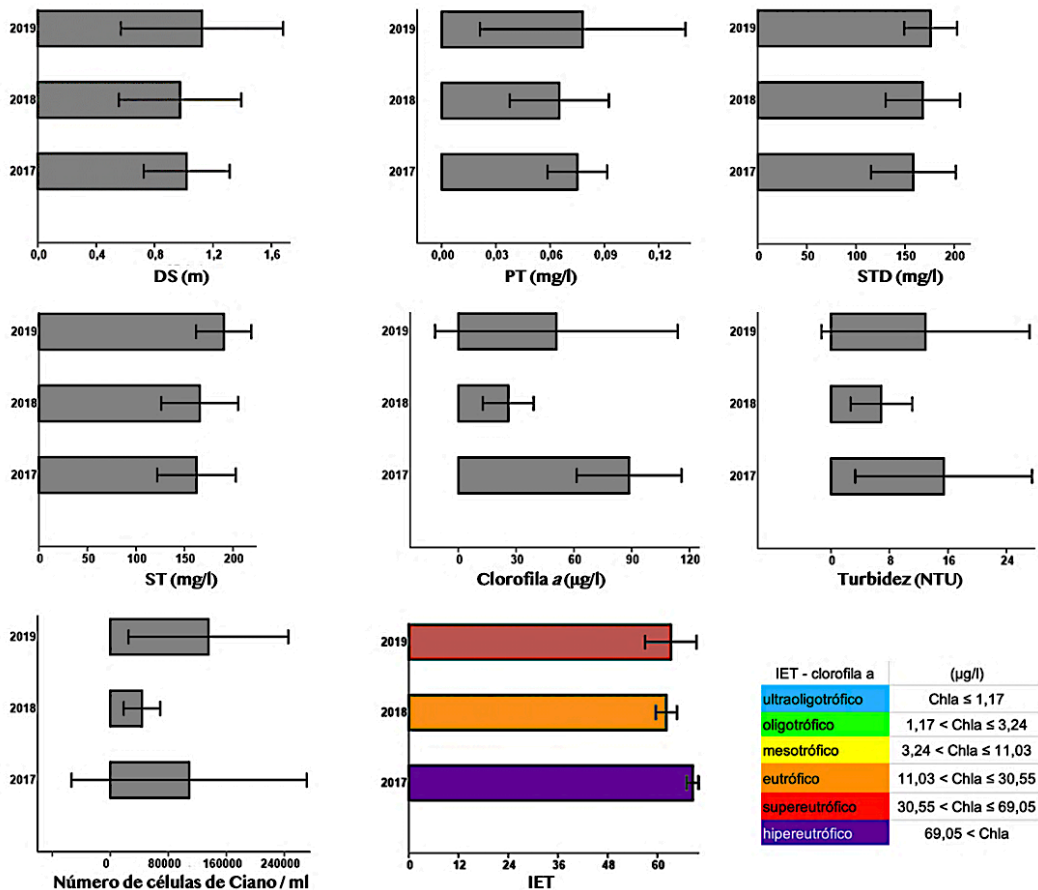 2019
2018
2017
0,0 0,4 0,8 1,2 1,6
DS (m)
2019
2018
2017
0,00 0,03 0,06 0,09 0,12
PT (mg/l)
2019
2018
2017
0 50 100 150 200
STD (mg/l)
2019
2018
2017
0 50 100 150 200
ST (mg/l)
2019
2018
2017
0 30 60 90 120
Clorofila a (µg/l)
2019
2018
2017
0 8 16 24
Turbidez (NTU)
2019
2018
2017
0 80000 160000 240000
Número de células de Ciano / ml
2019
2018
2017
0 12 24 36 48 60
IET
IET - clorofila a (µg/l)
ultraoligotrófico Chla ≤ 1,17
oligotrófico 1,17 < Chla ≤ 3,24
mesotrófico 3,24 < Chla ≤ 11,03
eutrófico 11,03 < Chla ≤ 30,55
supereutrófico 30,55 < Chla ≤ 69,05
hipereutrófico 69,05 < Chla